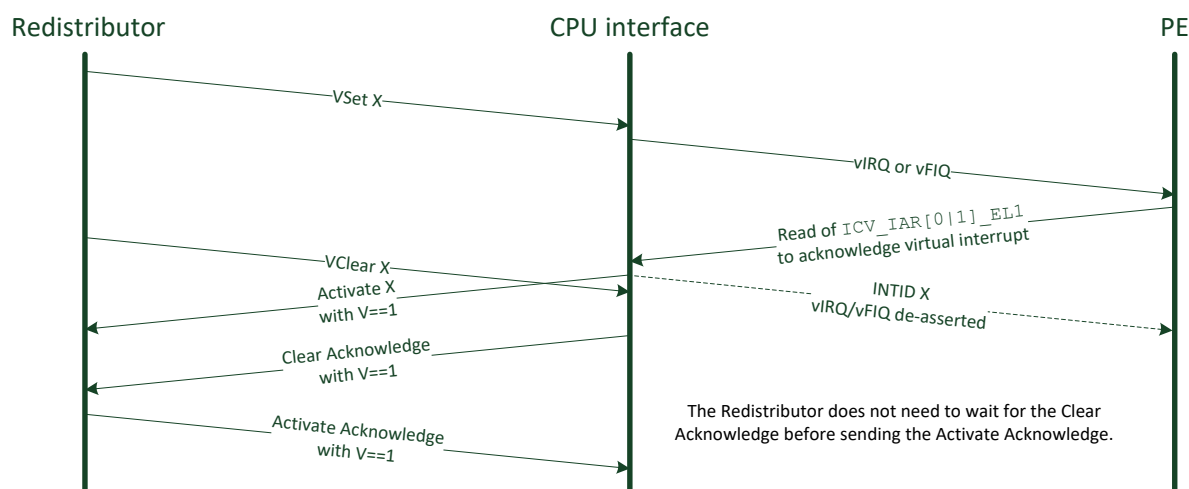 Redistributor
CPU interface
PE
VSet X
vIRQ or vFIQ
Read of ICV_IAR[0|1]_EL1
to acknowledge virtual interrupt
VClear X
Activate X
with V==1
INTID X
vIRQ/vFIQ de-asserted
Clear Acknowledge
with V==1
The Redistributor does not need to wait for the Clear
Acknowledge before sending the Activate Acknowledge.
Activate Acknowledge
with V==1